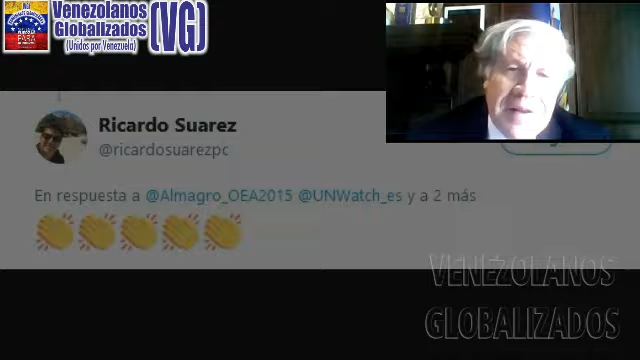 Venezolanos
Globalizados
(Unidos por Venezuela)
(VG)
Ricardo Suarez
@ricardosuarezpc
En respuesta a @Almagro_OEA2015 @UNWatch_es y a 2 más
VENEZOLANOS
GLOBALIZADOS